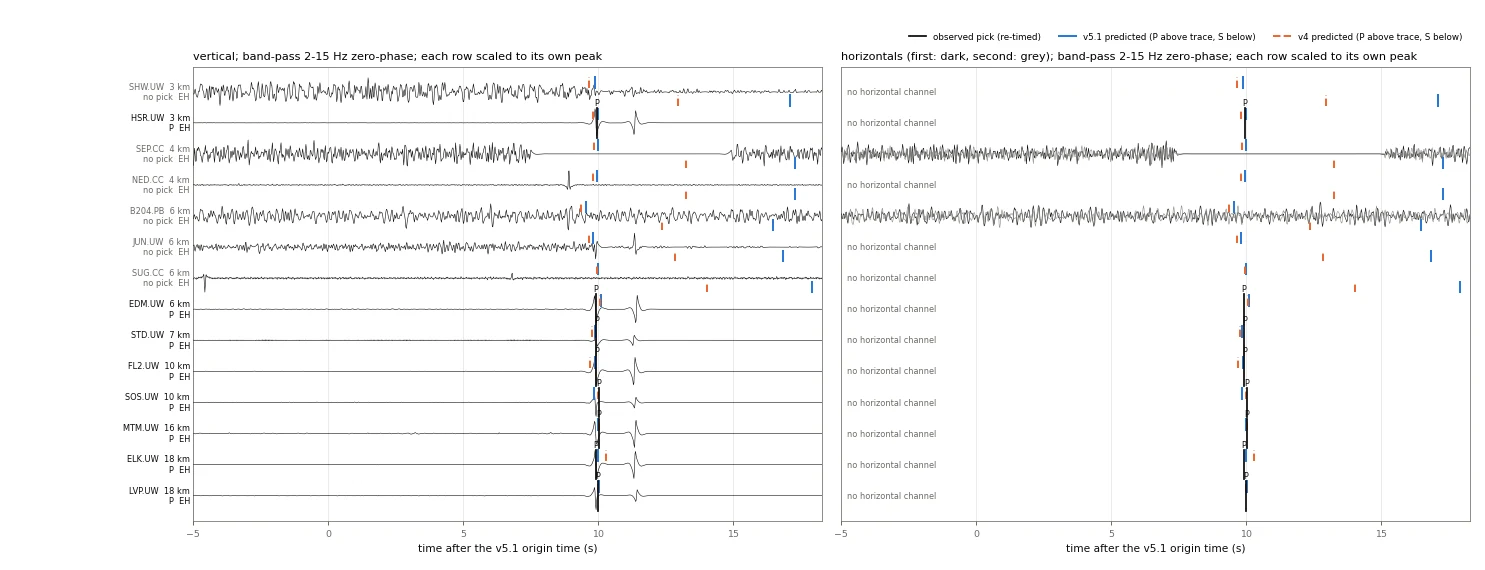 observed pick (re-timed)
v5.1 predicted (P above trace, S below)
v4 predicted (P above trace, S below)
vertical; band-pass 2-15 Hz zero-phase; each row scaled to its own peak
horizontals (first: dark, second: grey); band-pass 2-15 Hz zero-phase; each row scaled to its own peak
SHW.UW 3 km
no pick EH
no horizontal channel
P
P
HSR.UW 3 km
P EH
no horizontal channel
SEP.CC 4 km
no pick EH
NED.CC 4 km
no pick EH
no horizontal channel
B204.PB 6 km
no pick EH
JUN.UW 6 km
no pick EH
no horizontal channel
SUG.CC 6 km
no pick EH
no horizontal channel
P
P
EDM.UW 6 km
P EH
no horizontal channel
P
P
STD.UW 7 km
P EH
no horizontal channel
P
P
FL2.UW 10 km
P EH
no horizontal channel
P
P
SOS.UW 10 km
P EH
no horizontal channel
P
P
MTM.UW 16 km
P EH
no horizontal channel
P
P
ELK.UW 18 km
P EH
no horizontal channel
P
P
LVP.UW 18 km
P EH
no horizontal channel
−5 0 5 10 15
−5 0 5 10 15
time after the v5.1 origin time (s)
time after the v5.1 origin time (s)